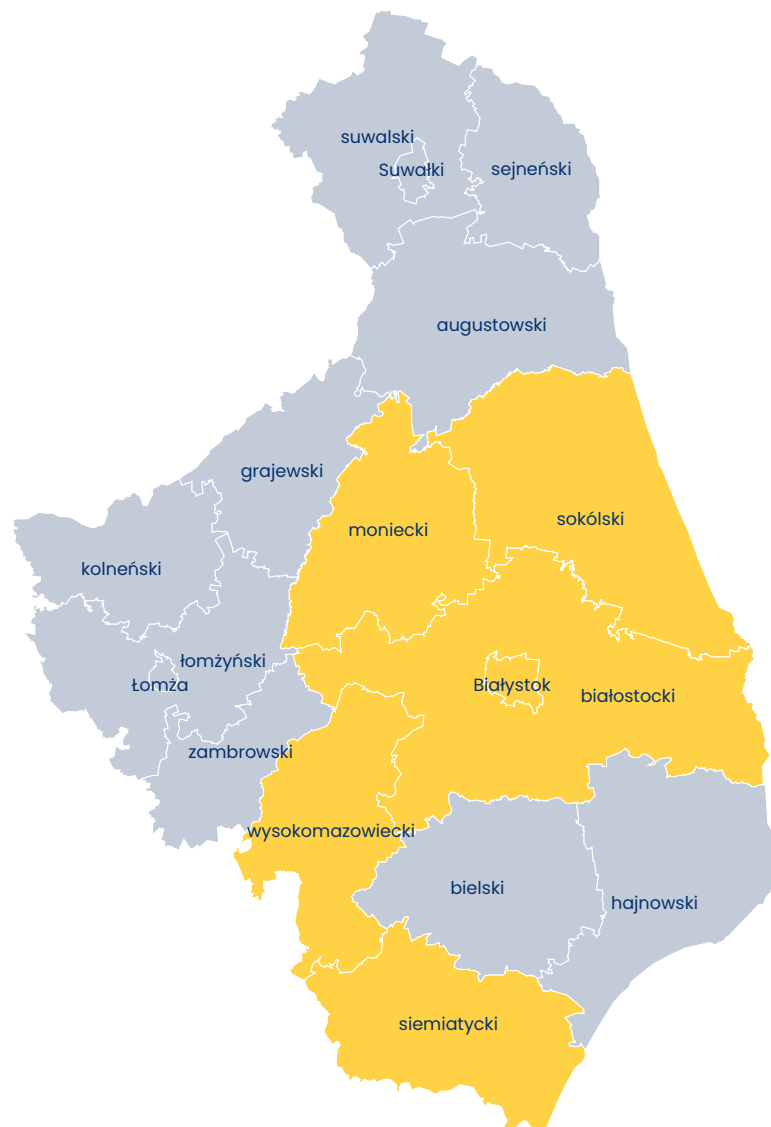 suwalski
Suwałki
sejneński
augustowski
grajewski
moniecki
sokólski
kolneński
łomżyński
Łomża
Białystok
białostocki
zambrowski
wysokomazowiecki
bielski
hajnowski
siemiatycki